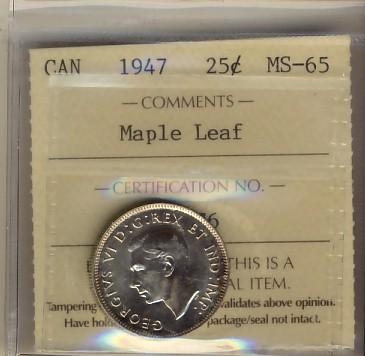 CAN 1947 25¢ MS-65
— COMMENTS —
Maple Leaf
— CERTIFICATION NO. —
6
THIS IS A
AL ITEM.
Tampering validates above opinion.
Have package/seal not intact.
GEORGIVS VI D:G:REX ET IND:IMP: